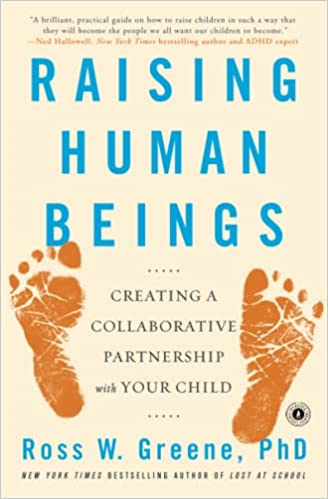 "A brilliant, practical guide on how to raise children in such a way that
they will become the people we all want our children to become."
—Ned Hallowell, New York Times bestselling author and ADHD expert
RAISING
HUMAN
BEINGS
CREATING A
COLLABORATIVE
PARTNERSHIP
with YOUR CHILD
Ross W. Greene, PhD
NEW YORK TIMES BESTSELLING AUTHOR OF LOST AT SCHOOL